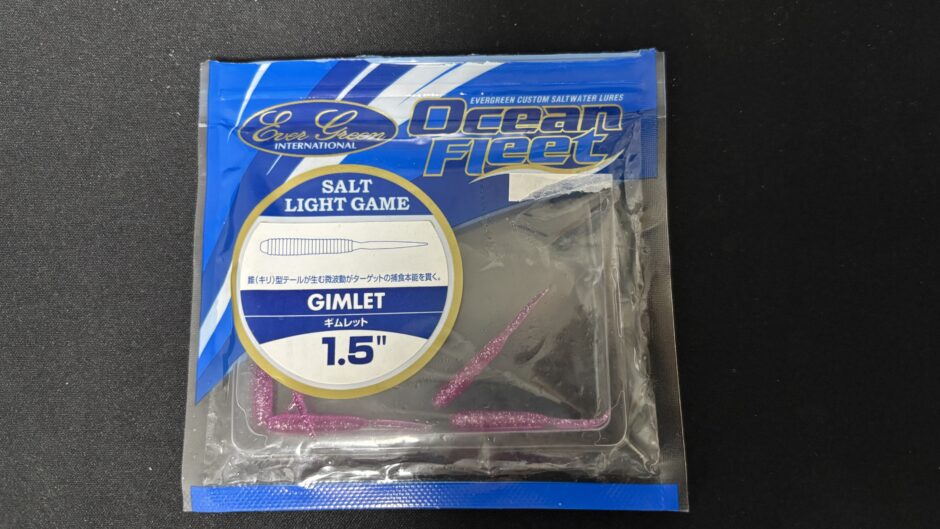 EVERGREEN CUSTOM SALTWATER LURES
Ever Green
INTERNATIONAL
Ocean
Fleet
SALT
LIGHT GAME
錐(キリ)型テールが生む微波動がターゲットの捕食本能を貫く。
GIMLET
ギムレット
1.5"